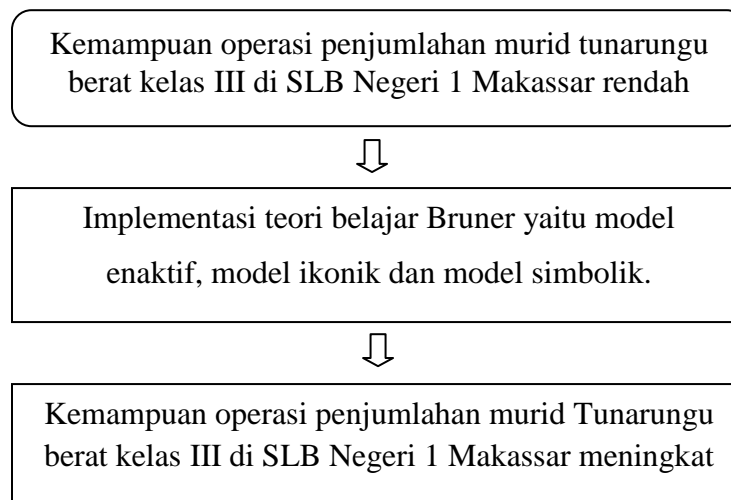 Kemampuan operasi penjumlahan murid tunarungu
berat kelas III di SLB Negeri 1 Makassar rendah
Implementasi teori belajar Bruner yaitu model
enaktif, model ikonik dan model simbolik.
Kemampuan operasi penjumlahan murid Tunarungu
berat kelas III di SLB Negeri 1 Makassar meningkat